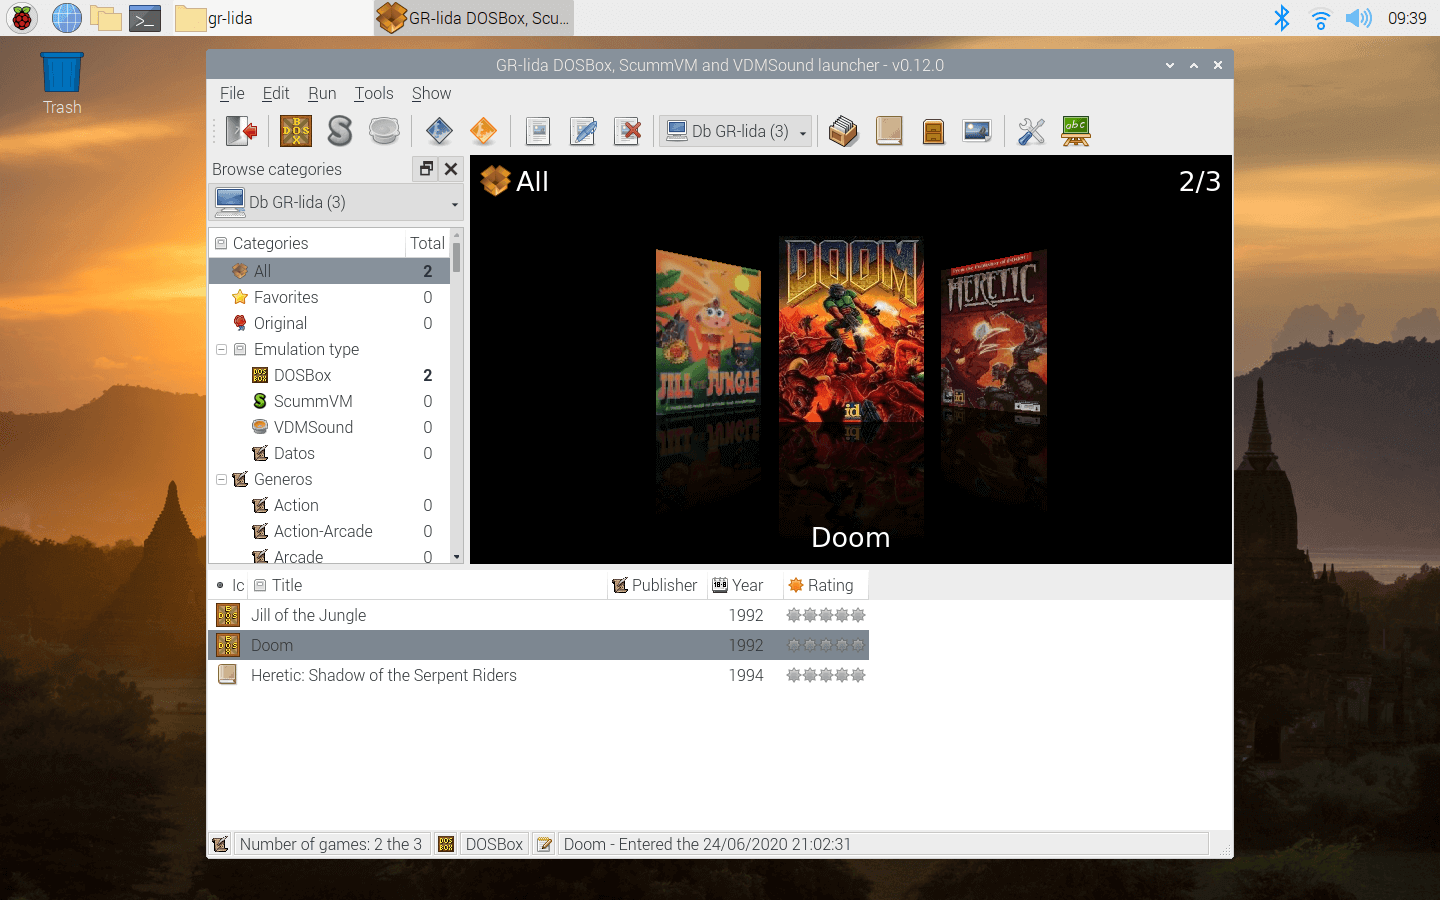 gr-lida
GR-lida DOSBox, Scu...
09:39
Trash
GR-lida DOSBox, ScummVM and VDMSound launcher - v0.12.0
File Edit Run Tools Show
Db GR-lida (3)
Browse categories
Db GR-lida (3)
Categories Total
All 2
Favorites 0
Original 0
Emulation type
DOSBox 2
ScummVM 0
VDMSound 0
Datos 0
Generos
Action 0
Action-Arcade 0
Arcade 0
All
2/3
JILL OF THE JUNGLE
DOOM
id
HERETIC
Doom
Ic Title Publisher Year Rating
Jill of the Jungle 1992
Doom 1992
Heretic: Shadow of the Serpent Riders 1994
Number of games: 2 the 3 DOSBox Doom - Entered the 24/06/2020 21:02:31